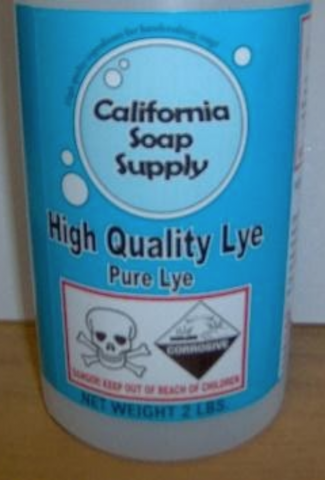 California
Soap
Supply
High Quality Lye
Pure Lye
CORROSIVE
DANGER! KEEP OUT OF REACH OF CHILDREN
NET WEIGHT 2 LBS.